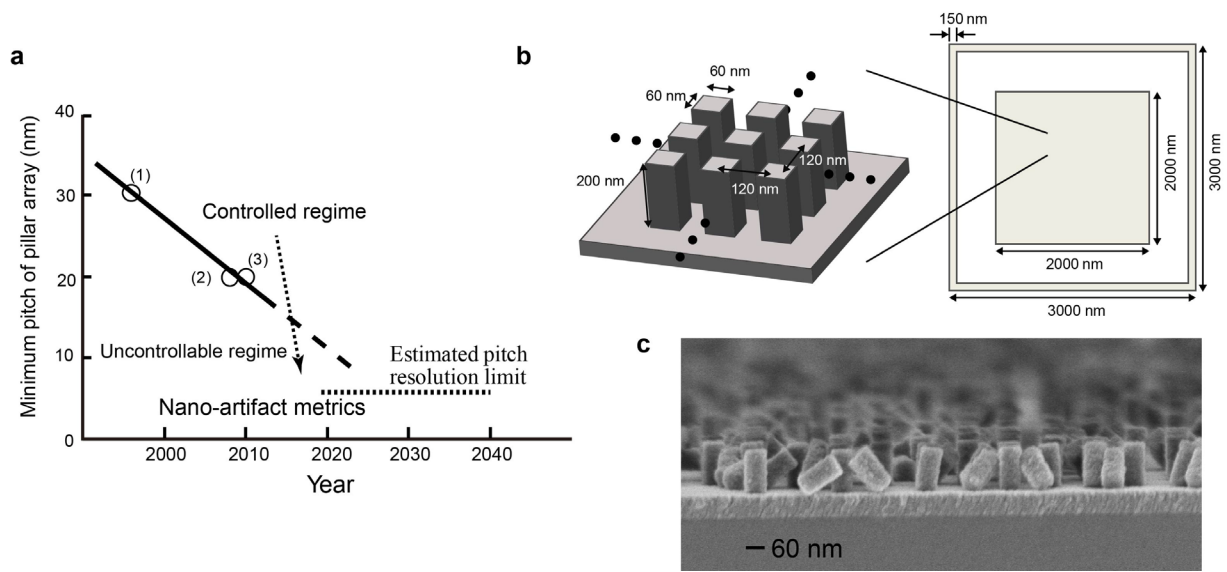 a
Minimum pitch of pillar array (nm)
40
30
20
10
0
(1)
(2)
(3)
Controlled regime
Uncontrollable regime
Estimated pitch
resolution limit
Nano-artifact metrics
2000
2010
2020
2030
2040
Year
b
60 nm
60 nm
200 nm
120 nm
120 nm
150 nm
2000 nm
3000 nm
2000 nm
3000 nm
c
60 nm